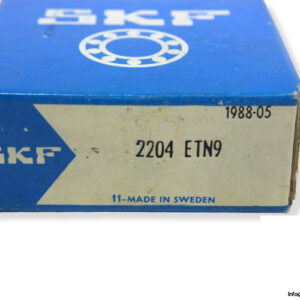 SKF
1988-05
SKF
2204 ETN9
11-MADE IN SWEDEN